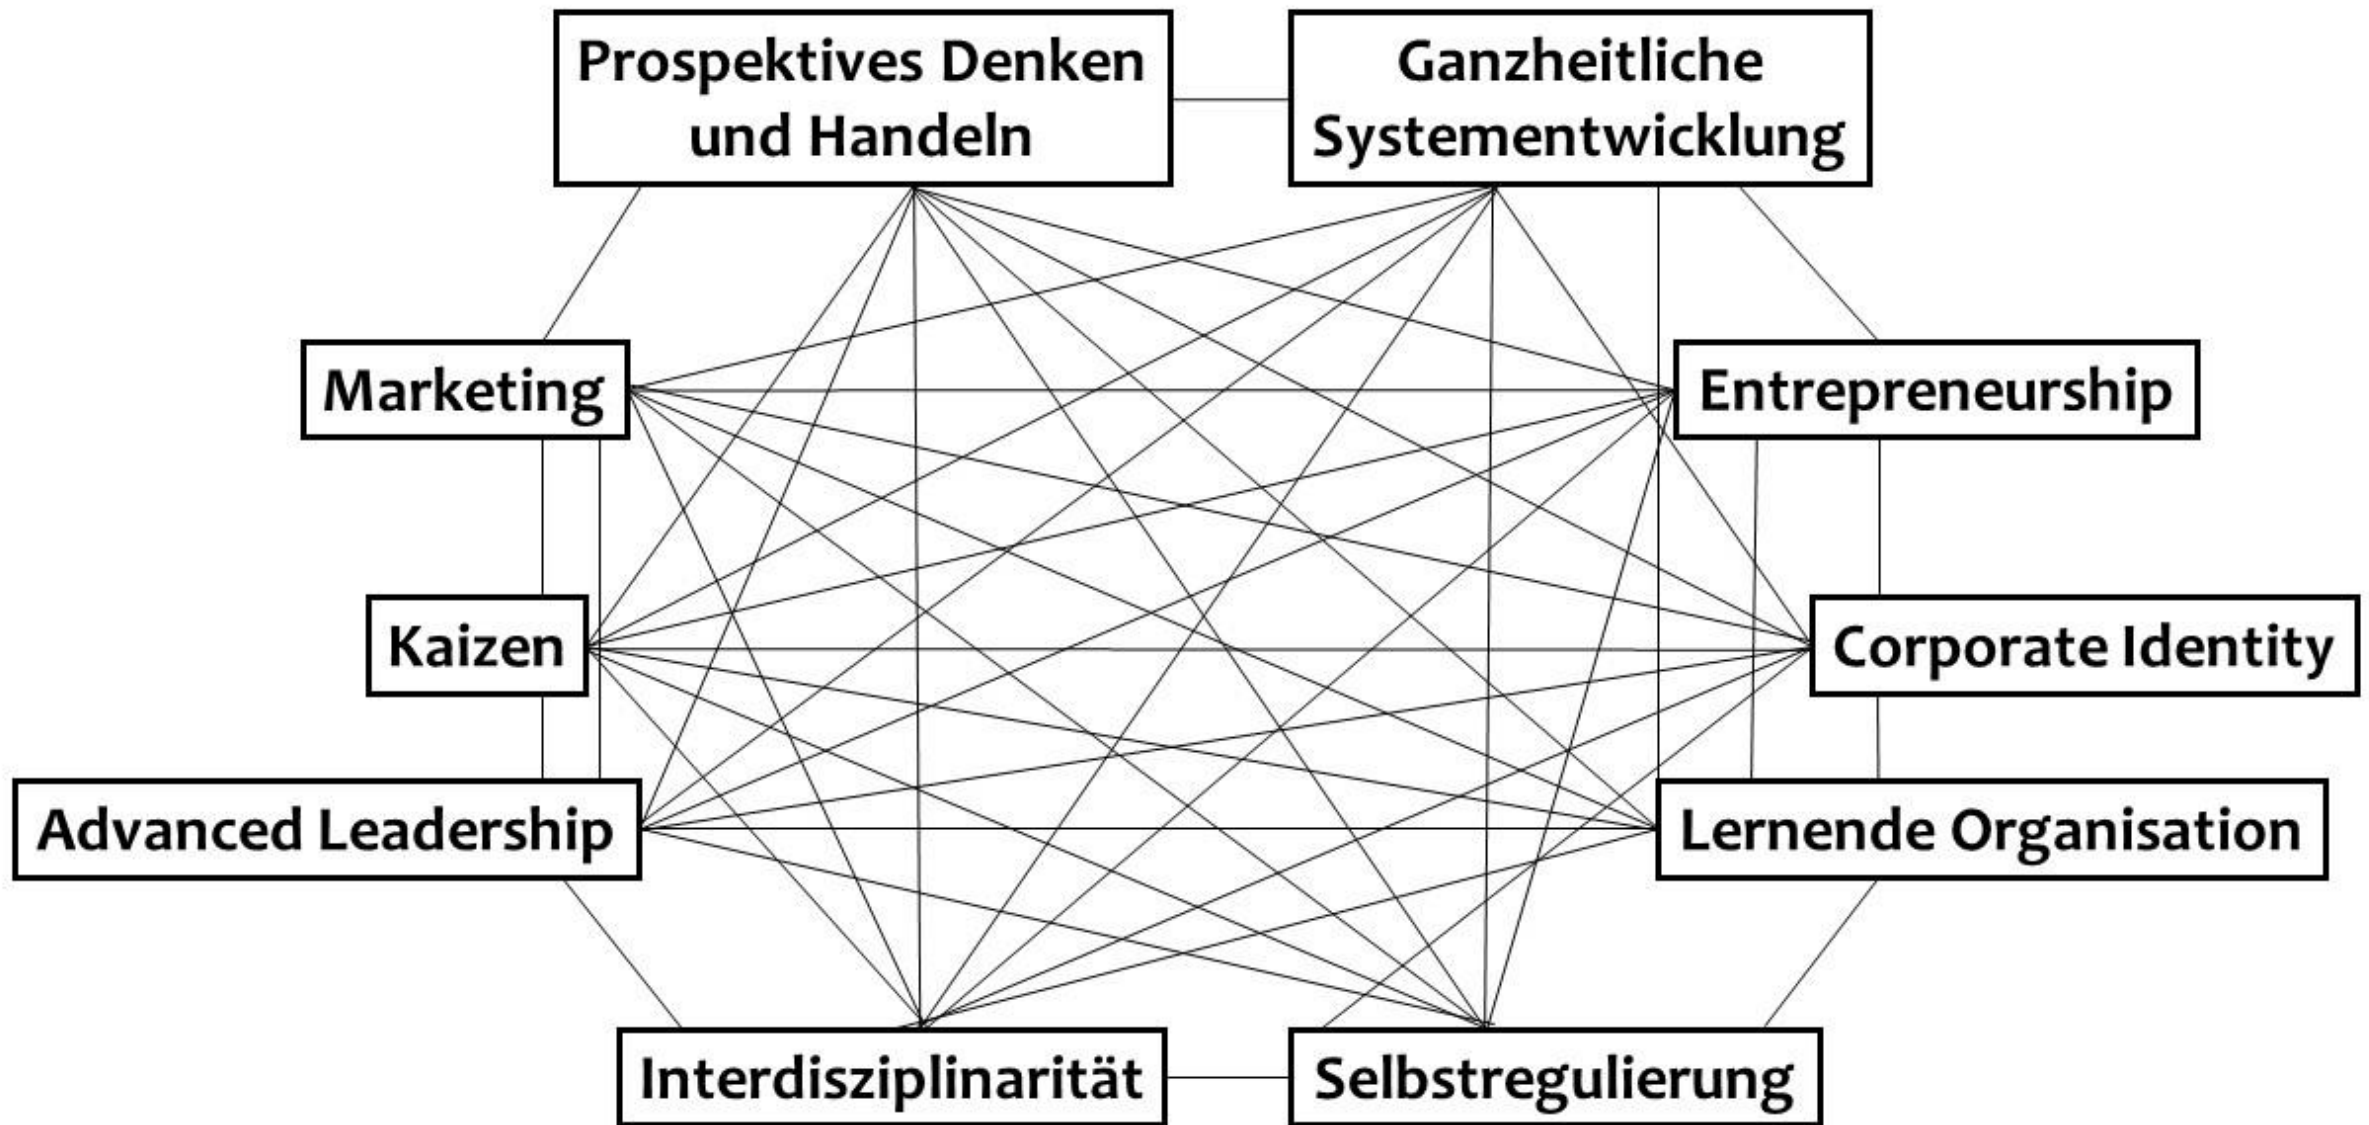 Prospektives Denken
und Handeln
Ganzheitliche
Systementwicklung
Marketing
Entrepreneurship
Kaizen
Corporate Identity
Advanced Leadership
Lernende Organisation
Interdisziplinarität
Selbstregulierung